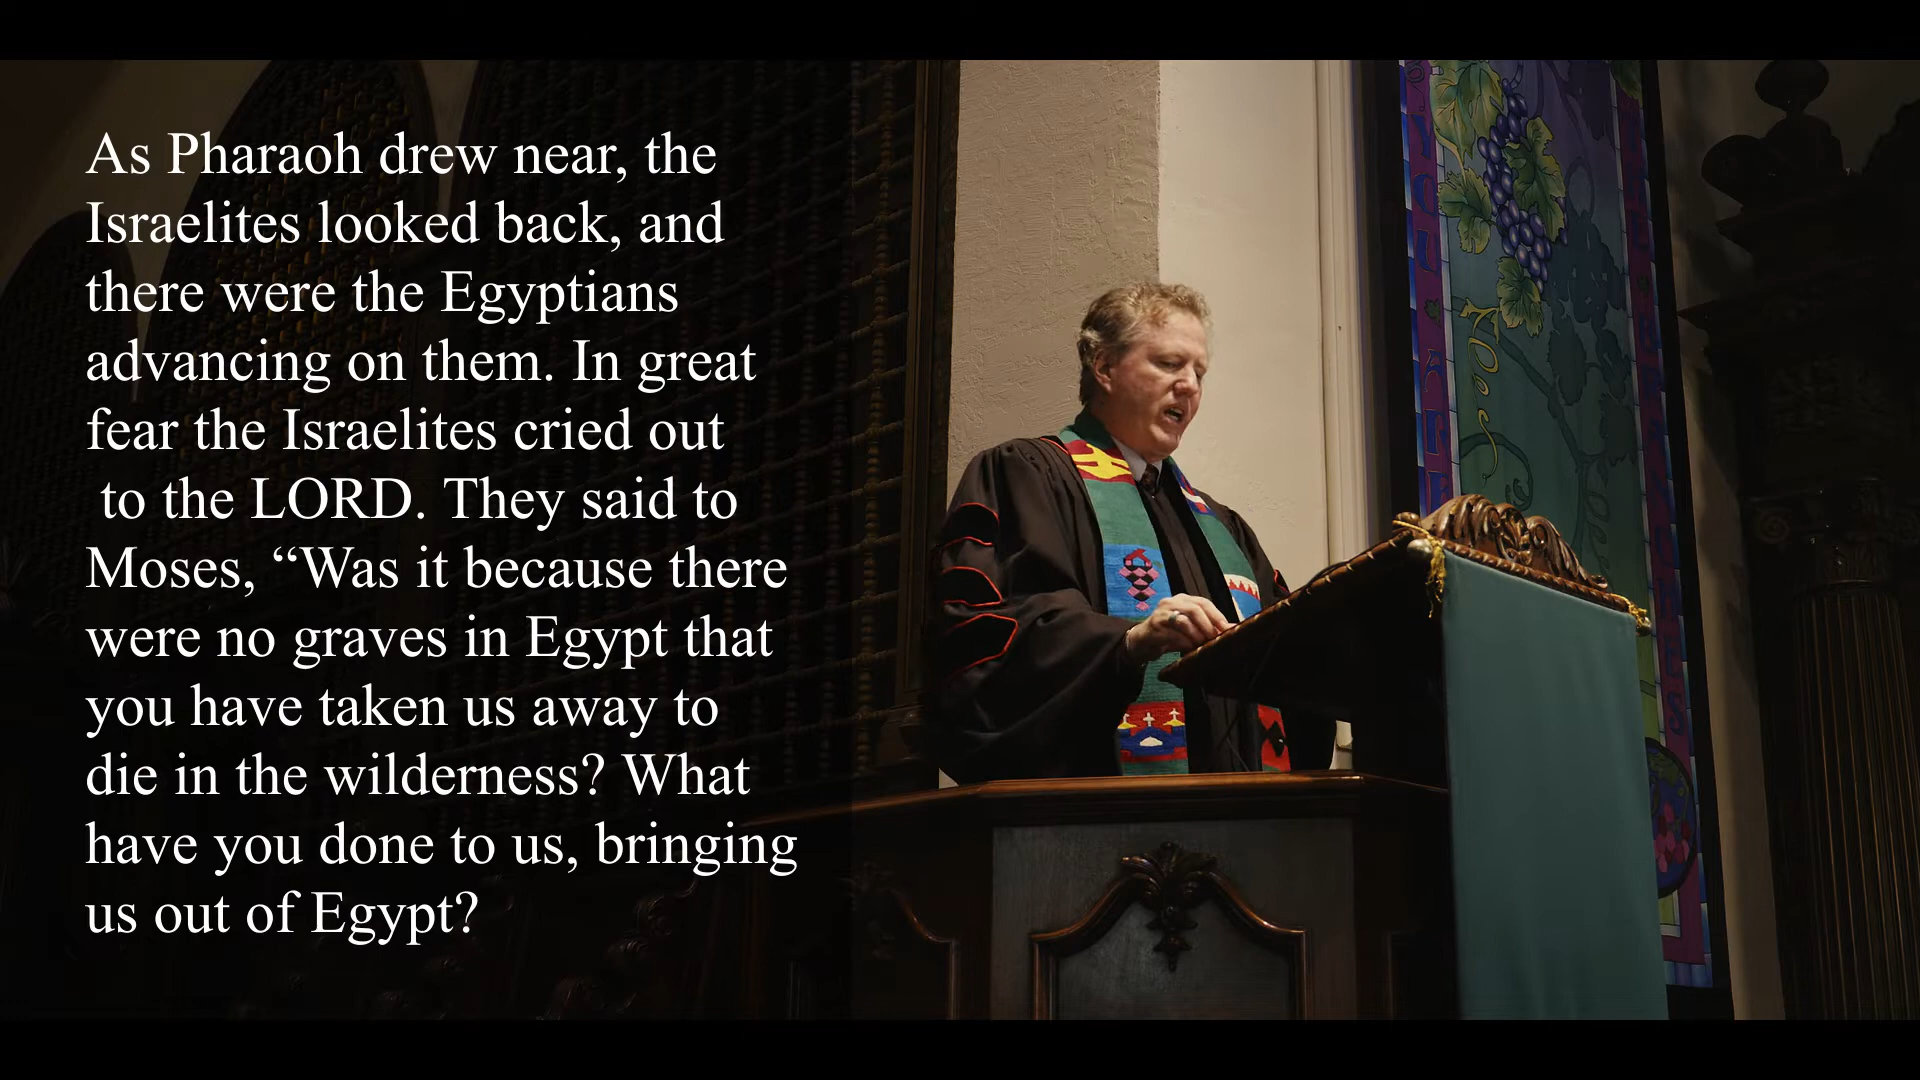 As Pharaoh drew near, the
Israelites looked back, and
there were the Egyptians
advancing on them. In great
fear the Israelites cried out
to the LORD. They said to
Moses, “Was it because there
were no graves in Egypt that
you have taken us away to
die in the wilderness? What
have you done to us, bringing
us out of Egypt?
YOU ARE